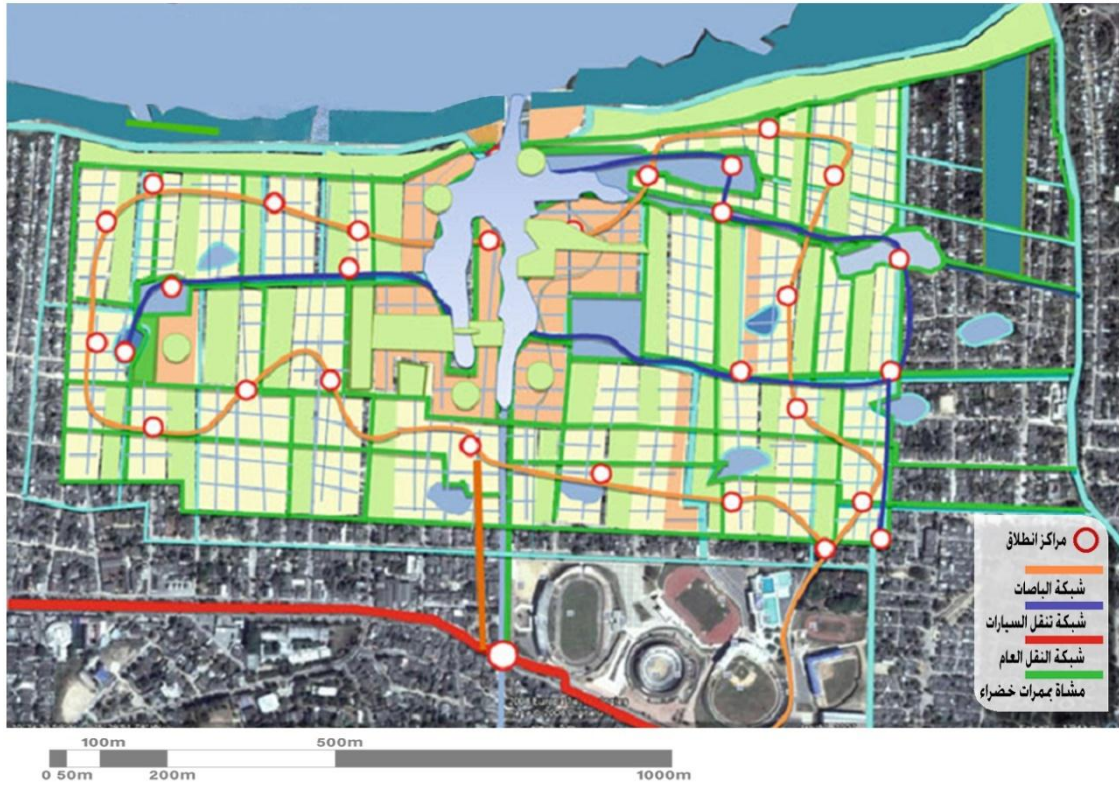 مراكز انطلاق
شبكة الباصات
شبكة تنقل السيارات
شبكة النقل العام
مشاة بممرات خضراء
100m 500m
0 50m 200m 1000m